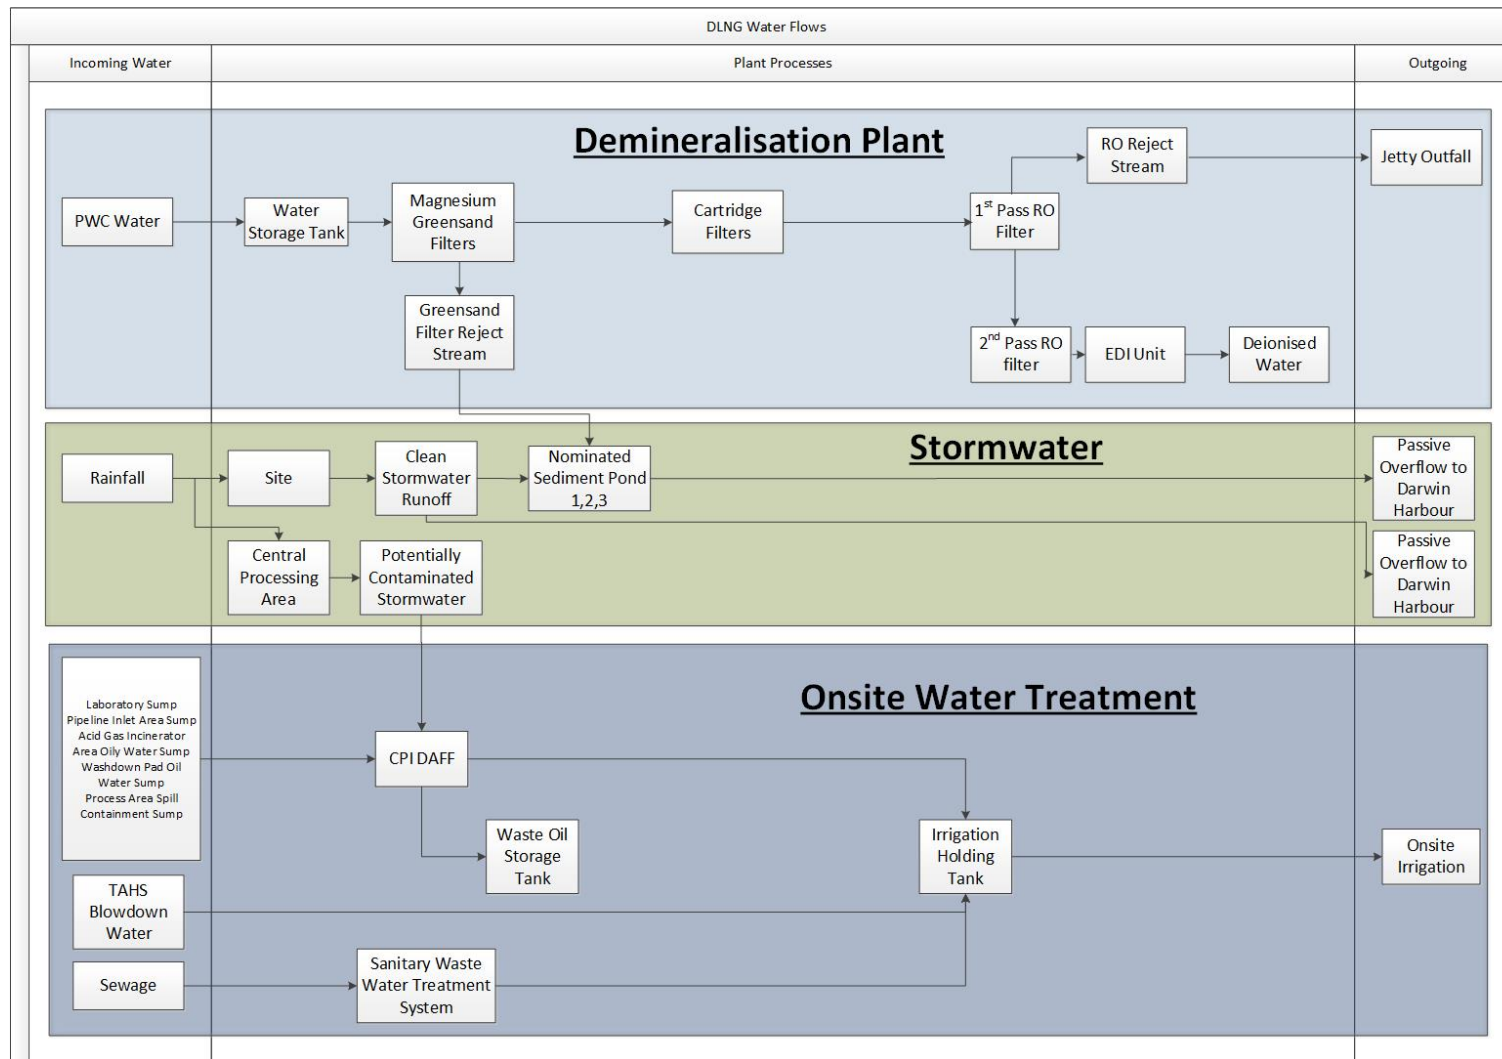 DLNG Water Flows
Incoming Water
Plant Processes
Outgoing
Demineralisation Plant
PWC Water
Water
Storage Tank
Magnesium
Greensand
Filters
Cartridge
Filters
1st Pass RO
Filter
RO Reject
Stream
Jetty Outfall
Greensand
Filter Reject
Stream
2nd Pass RO
filter
EDI Unit
Deionised
Water
Stormwater
Rainfall
Site
Clean
Stormwater
Runoff
Nominated
Sediment Pond
1,2,3
Passive
Overflow to
Darwin
Harbour
Central
Processing
Area
Potentially
Contaminated
Stormwater
Passive
Overflow to
Darwin
Harbour
Onsite Water Treatment
Laboratory Sump
Pipeline Inlet Area Sump
Acid Gas Incinerator
Area Oily Water Sump
Washdown Pad Oil
Water Sump
Process Area Spill
Containment Sump
CPI DAFF
Waste Oil
Storage
Tank
Irrigation
Holding
Tank
Onsite
Irrigation
TAHS
Blowdown
Water
Sewage
Sanitary Waste
Water Treatment
System